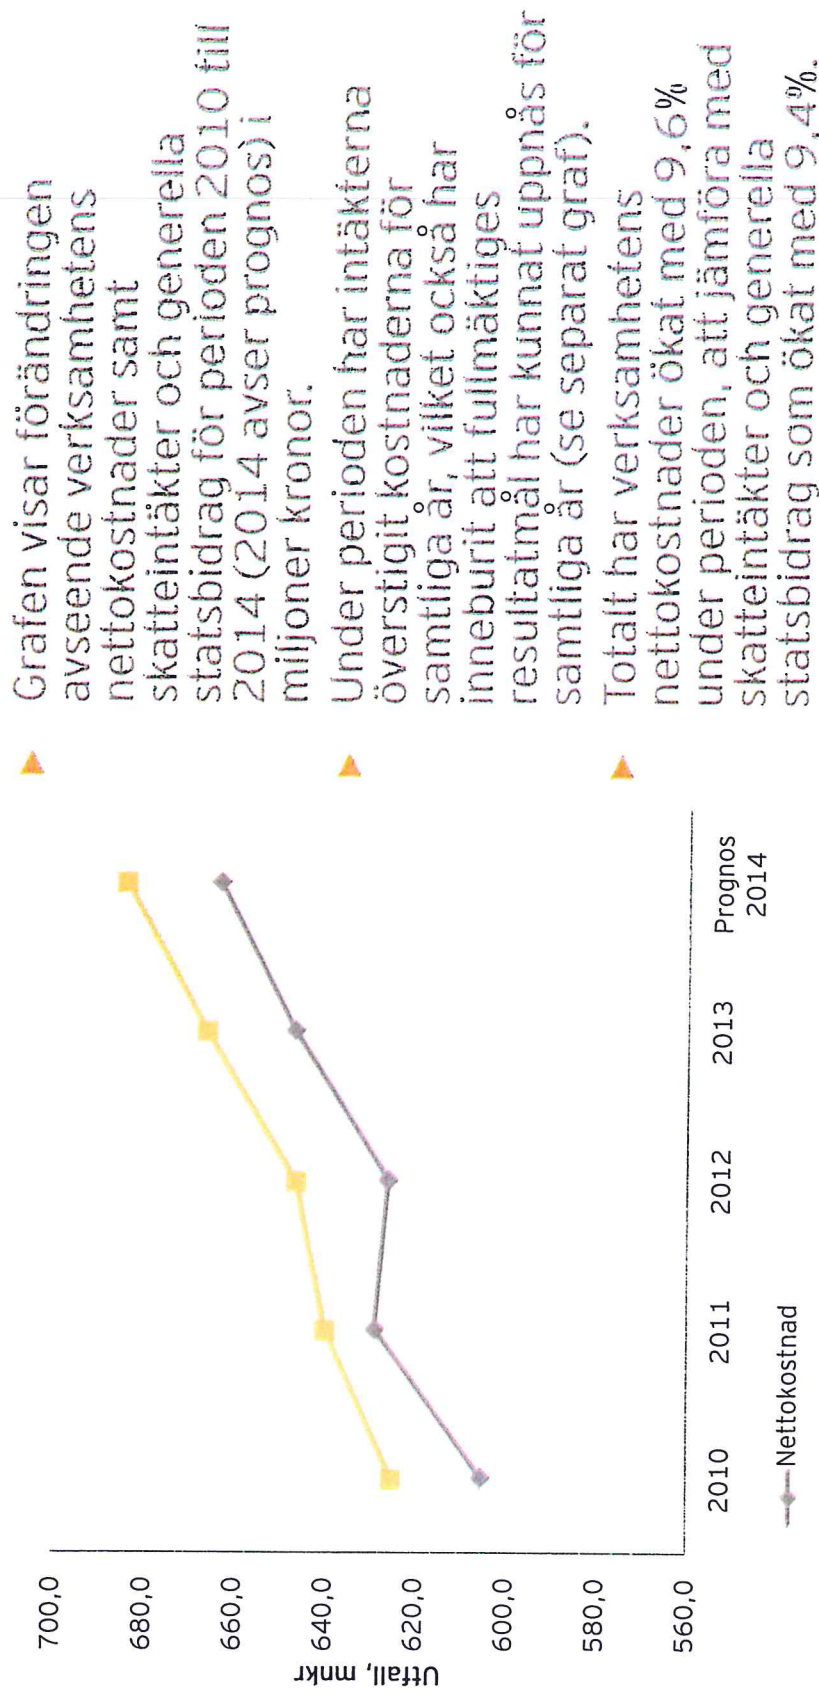 700,0
680,0
660,0
640,0
620,0
600,0
580,0
560,0
Utfall, mnkr
2010
2011
2012
2013
Prognos
2014
Nettokostnad
Grafen visar förändringen
avseende verksamhetens
nettokostnader samt
skatteintäkter och generella
statsbidrag för perioden 2010 till
2014 (2014 avser prognos) i
miljoner kronor.
Under perioden har intäkterna
överstigit kostnaderna för
samtliga år, vilket också har
inneburit att fullmäktiges
resultatmål har kunnat uppnås för
samtliga år (se separat graf).
Totalt har verksamhetens
nettokostnader ökat med 9,6%
under perioden, att jämföra med
skatteintäkter och generella
statsbidrag som ökat med 9,4%.